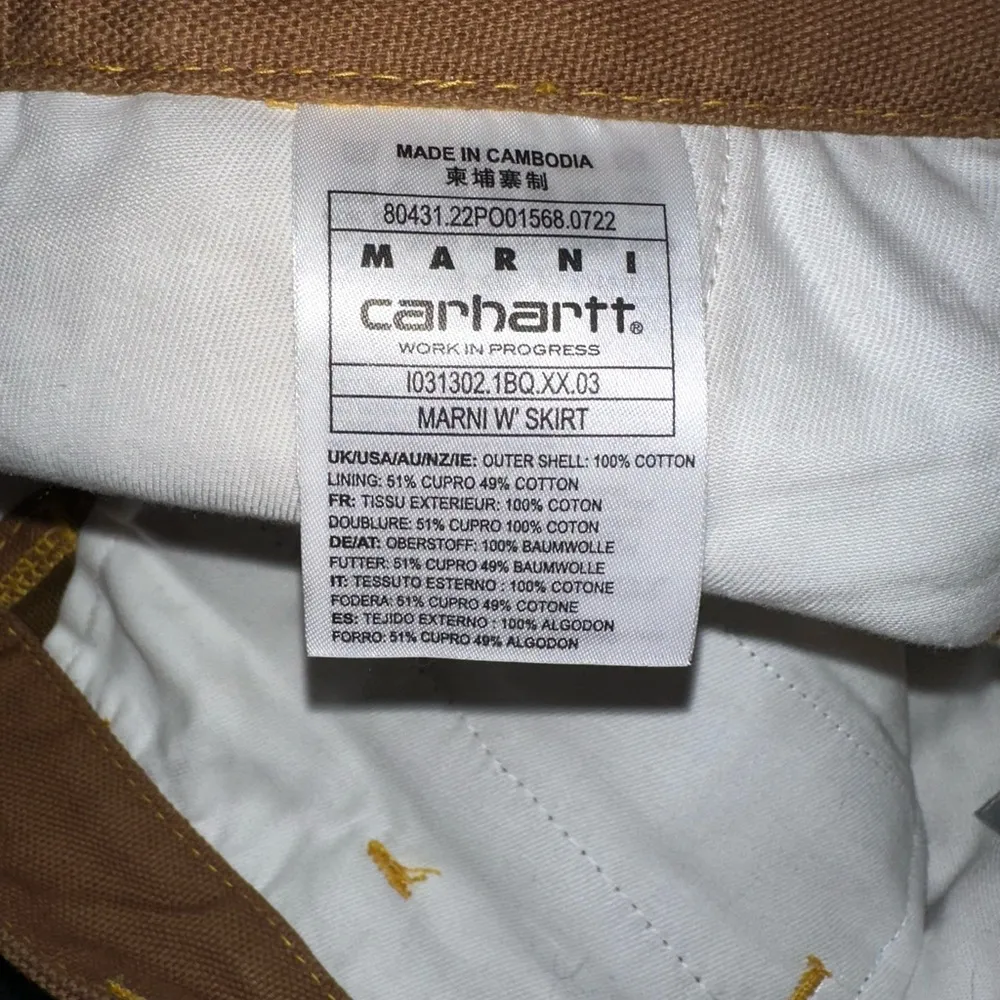 MADE IN CAMBODIA
柬埔寨制
80431.22PO01568.0722
MARNI
carhartt®
WORK IN PROGRESS
I031302.1BQ.XX.03
MARNI W' SKIRT
UK/USA/AU/NZ/IE: OUTER SHELL: 100% COTTON
LINING: 51% CUPRO 49% COTTON
FR: TISSU EXTERIEUR: 100% COTON
DOUBLURE: 51% CUPRO 100% COTON
DE/AT: OBERSTOFF: 100% BAUMWOLLE
FUTTER: 51% CUPRO 49% BAUMWOLLE
IT: TESSUTO ESTERNO : 100% COTONE
FODERA: 51% CUPRO 49% COTONE
ES: TEJIDO EXTERNO : 100% ALGODON
FORRO: 51% CUPRO 49% ALGODON